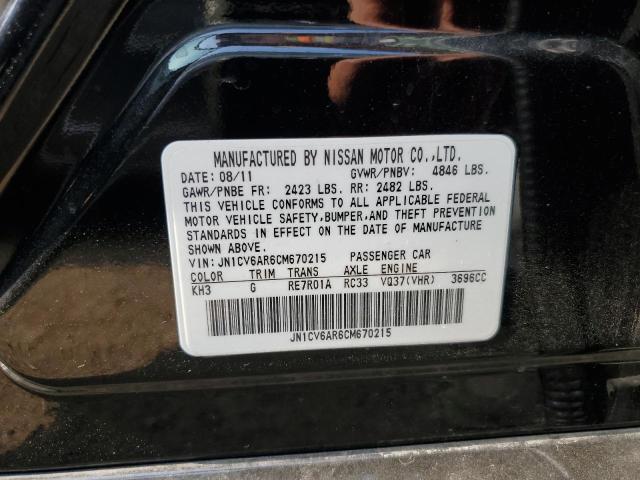 MANUFACTURED BY NISSAN MOTOR CO.,LTD.
DATE: 08/11 GVWR/PNBV: 4846 LBS.
GAWR/PNBE FR: 2423 LBS. RR: 2482 LBS.
THIS VEHICLE CONFORMS TO ALL APPLICABLE FEDERAL
MOTOR VEHICLE SAFETY,BUMPER,AND THEFT PREVENTION
STANDARDS IN EFFECT ON THE DATE OF MANUFACTURE
SHOWN ABOVE.
V.I.N: JN1CV6AR6CM670215 PASSENGER CAR
COLOR TRIM TRANS AXLE ENGINE
KH3 G RE7R01A RC33 VQ37(VHR) 3696CC
JN1CV6AR6CM670215